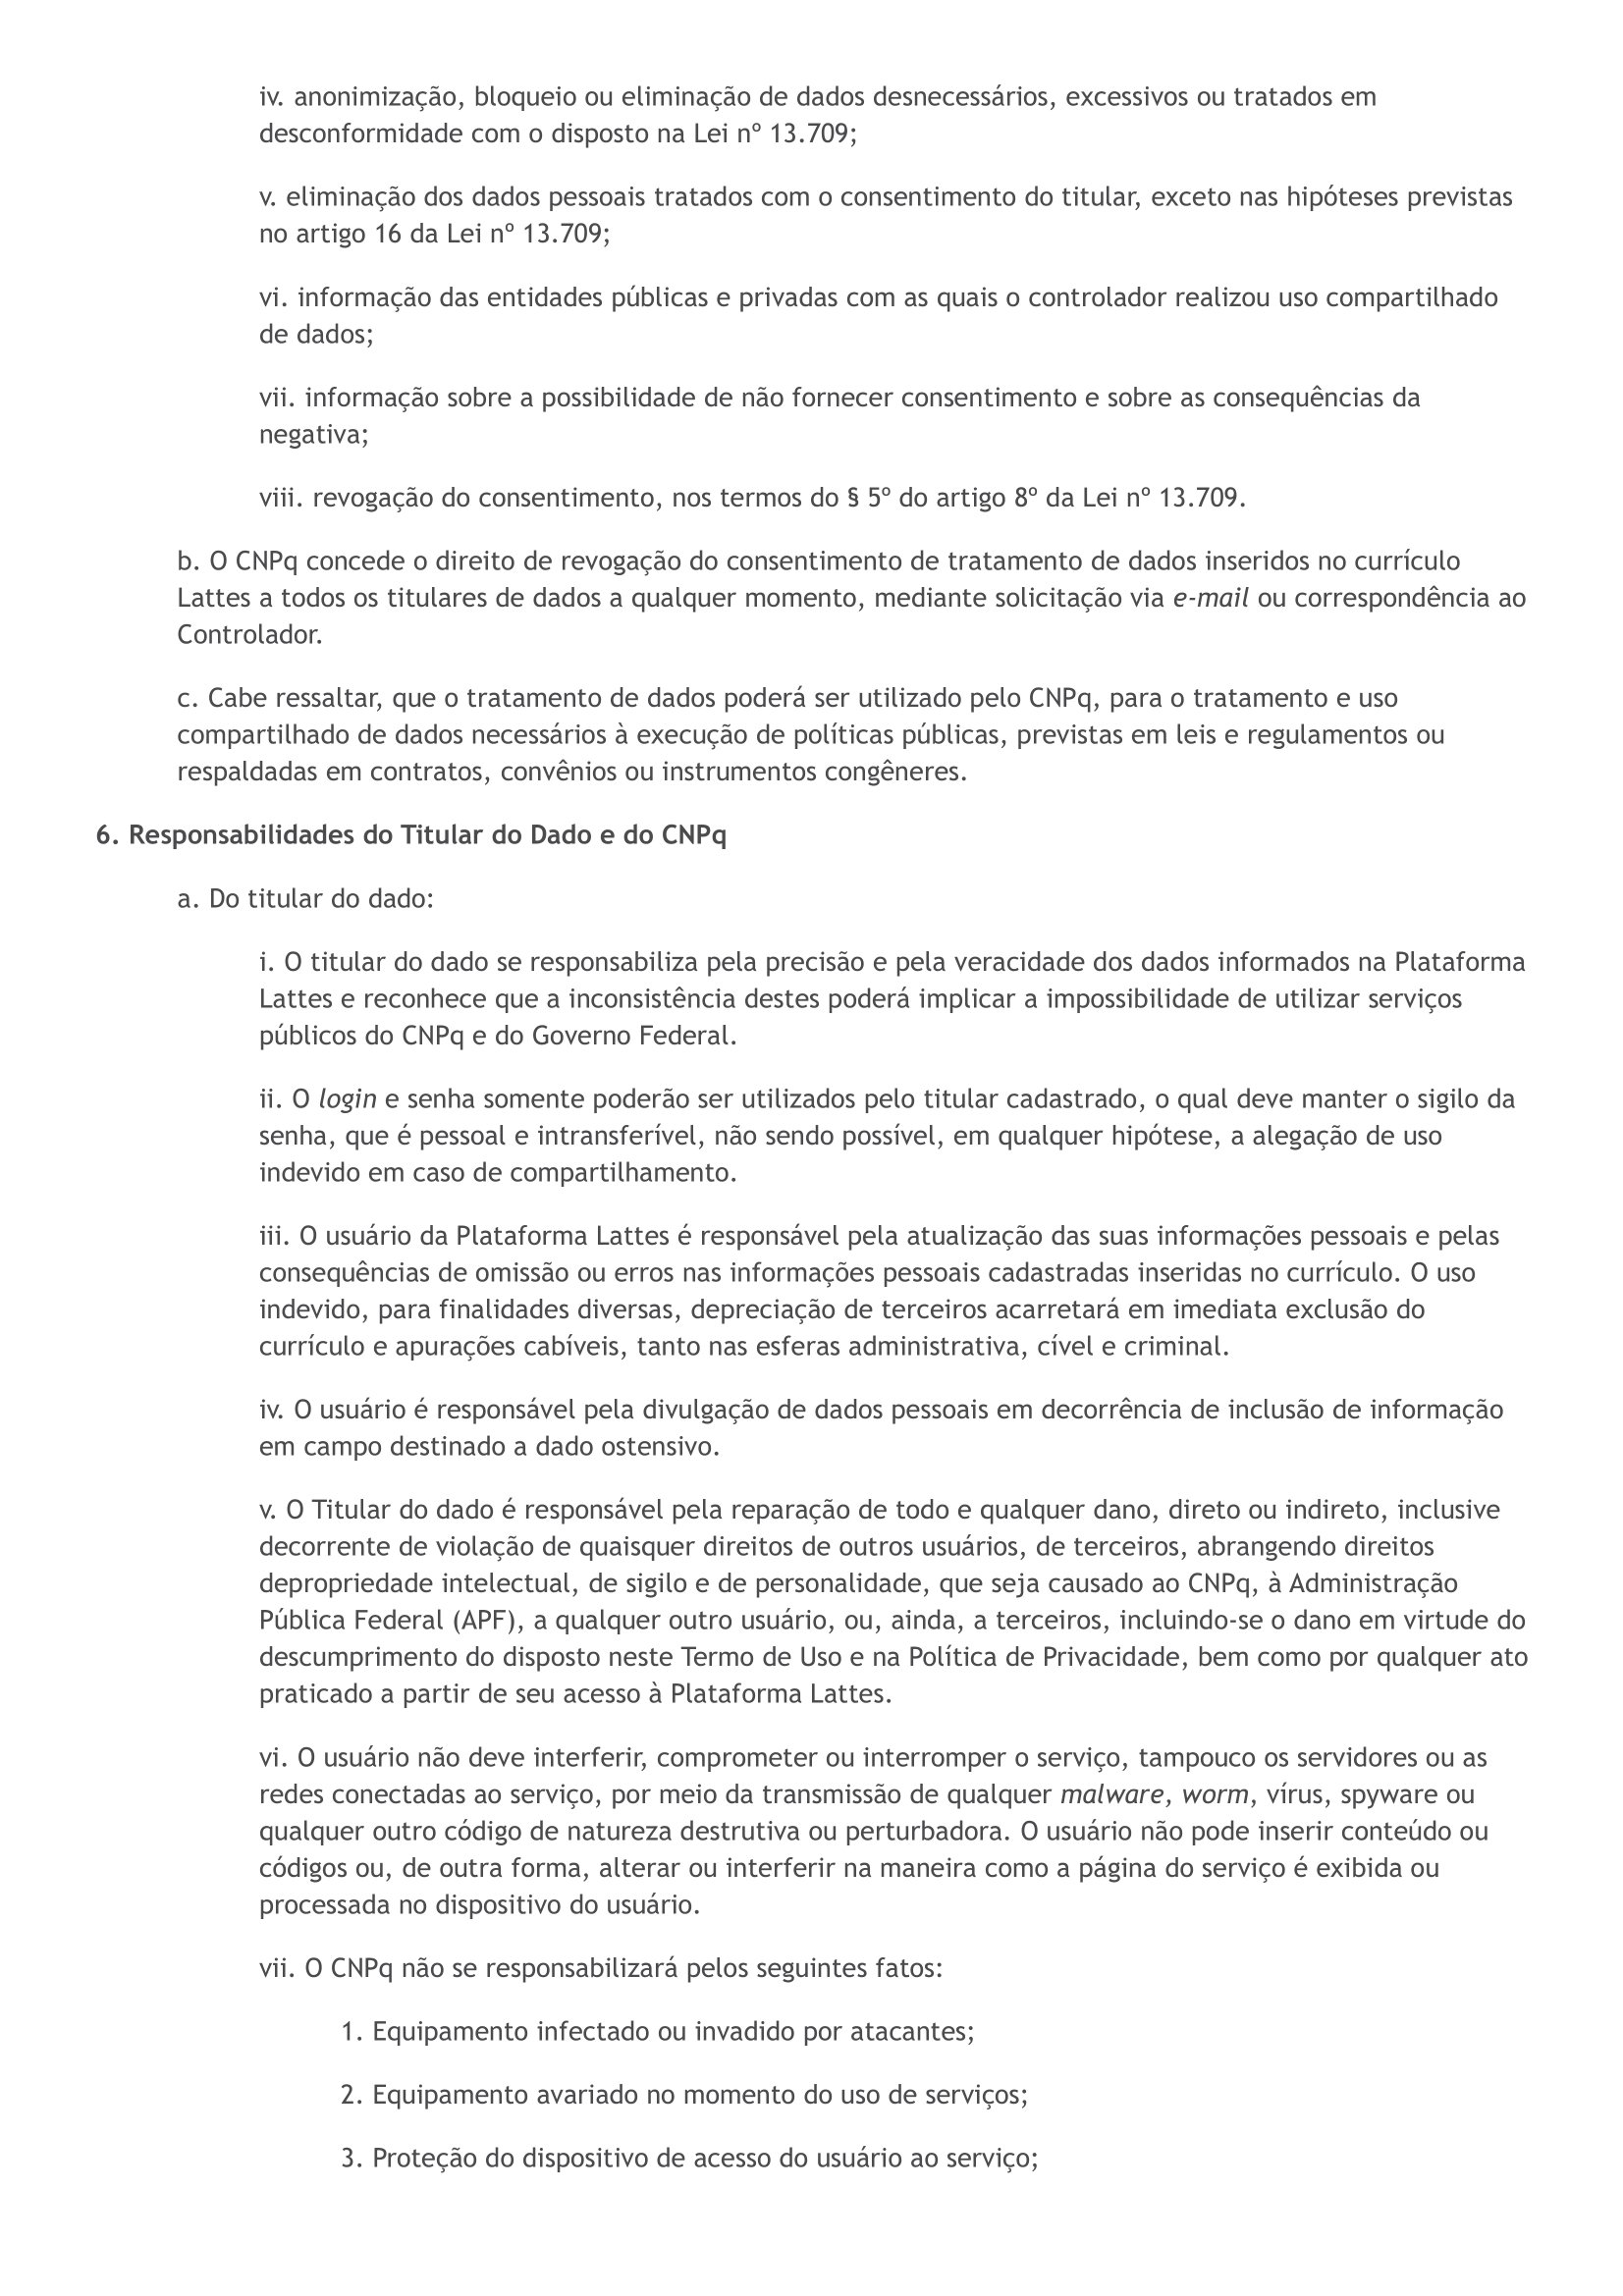 iv. anonimização, bloqueio ou eliminação de dados desnecessários, excessivos ou tratados em
desconformidade com o disposto na Lei nº 13.709;
v. eliminação dos dados pessoais tratados com o consentimento do titular, exceto nas hipóteses previstas
no artigo 16 da Lei nº 13.709;
vi. informação das entidades públicas e privadas com as quais o controlador realizou uso compartilhado
de dados;
vii. informação sobre a possibilidade de não fornecer consentimento e sobre as consequências da
negativa;
viii. revogação do consentimento, nos termos do § 5º do artigo 8º da Lei nº 13.709.
b. O CNPq concede o direito de revogação do consentimento de tratamento de dados inseridos no currículo
Lattes a todos os titulares de dados a qualquer momento, mediante solicitação via e-mail ou correspondência ao
Controlador.
c. Cabe ressaltar, que o tratamento de dados poderá ser utilizado pelo CNPq, para o tratamento e uso
compartilhado de dados necessários à execução de políticas públicas, previstas em leis e regulamentos ou
respaldadas em contratos, convênios ou instrumentos congêneres.
6. Responsabilidades do Titular do Dado e do CNPq
a. Do titular do dado:
i. O titular do dado se responsabiliza pela precisão e pela veracidade dos dados informados na Plataforma
Lattes e reconhece que a inconsistência destes poderá implicar a impossibilidade de utilizar serviços
públicos do CNPq e do Governo Federal.
ii. O login e senha somente poderão ser utilizados pelo titular cadastrado, o qual deve manter o sigilo da
senha, que é pessoal e intransferível, não sendo possível, em qualquer hipótese, a alegação de uso
indevido em caso de compartilhamento.
iii. O usuário da Plataforma Lattes é responsável pela atualização das suas informações pessoais e pelas
consequências de omissão ou erros nas informações pessoais cadastradas inseridas no currículo. O uso
indevido, para finalidades diversas, depreciação de terceiros acarretará em imediata exclusão do
currículo e apurações cabíveis, tanto nas esferas administrativa, cível e criminal.
iv. O usuário é responsável pela divulgação de dados pessoais em decorrência de inclusão de informação
em campo destinado a dado ostensivo.
v. O Titular do dado é responsável pela reparação de todo e qualquer dano, direto ou indireto, inclusive
decorrente de violação de quaisquer direitos de outros usuários, de terceiros, abrangendo direitos
depropriedade intelectual, de sigilo e de personalidade, que seja causado ao CNPq, à Administração
Pública Federal (APF), a qualquer outro usuário, ou, ainda, a terceiros, incluindo-se o dano em virtude do
descumprimento do disposto neste Termo de Uso e na Política de Privacidade, bem como por qualquer ato
praticado a partir de seu acesso à Plataforma Lattes.
vi. O usuário não deve interferir, comprometer ou interromper o serviço, tampouco os servidores ou as
redes conectadas ao serviço, por meio da transmissão de qualquer malware, worm, vírus, spyware ou
qualquer outro código de natureza destrutiva ou perturbadora. O usuário não pode inserir conteúdo ou
códigos ou, de outra forma, alterar ou interferir na maneira como a página do serviço é exibida ou
processada no dispositivo do usuário.
vii. O CNPq não se responsabilizará pelos seguintes fatos:
1. Equipamento infectado ou invadido por atacantes;
2. Equipamento avariado no momento do uso de serviços;
3. Proteção do dispositivo de acesso do usuário ao serviço;